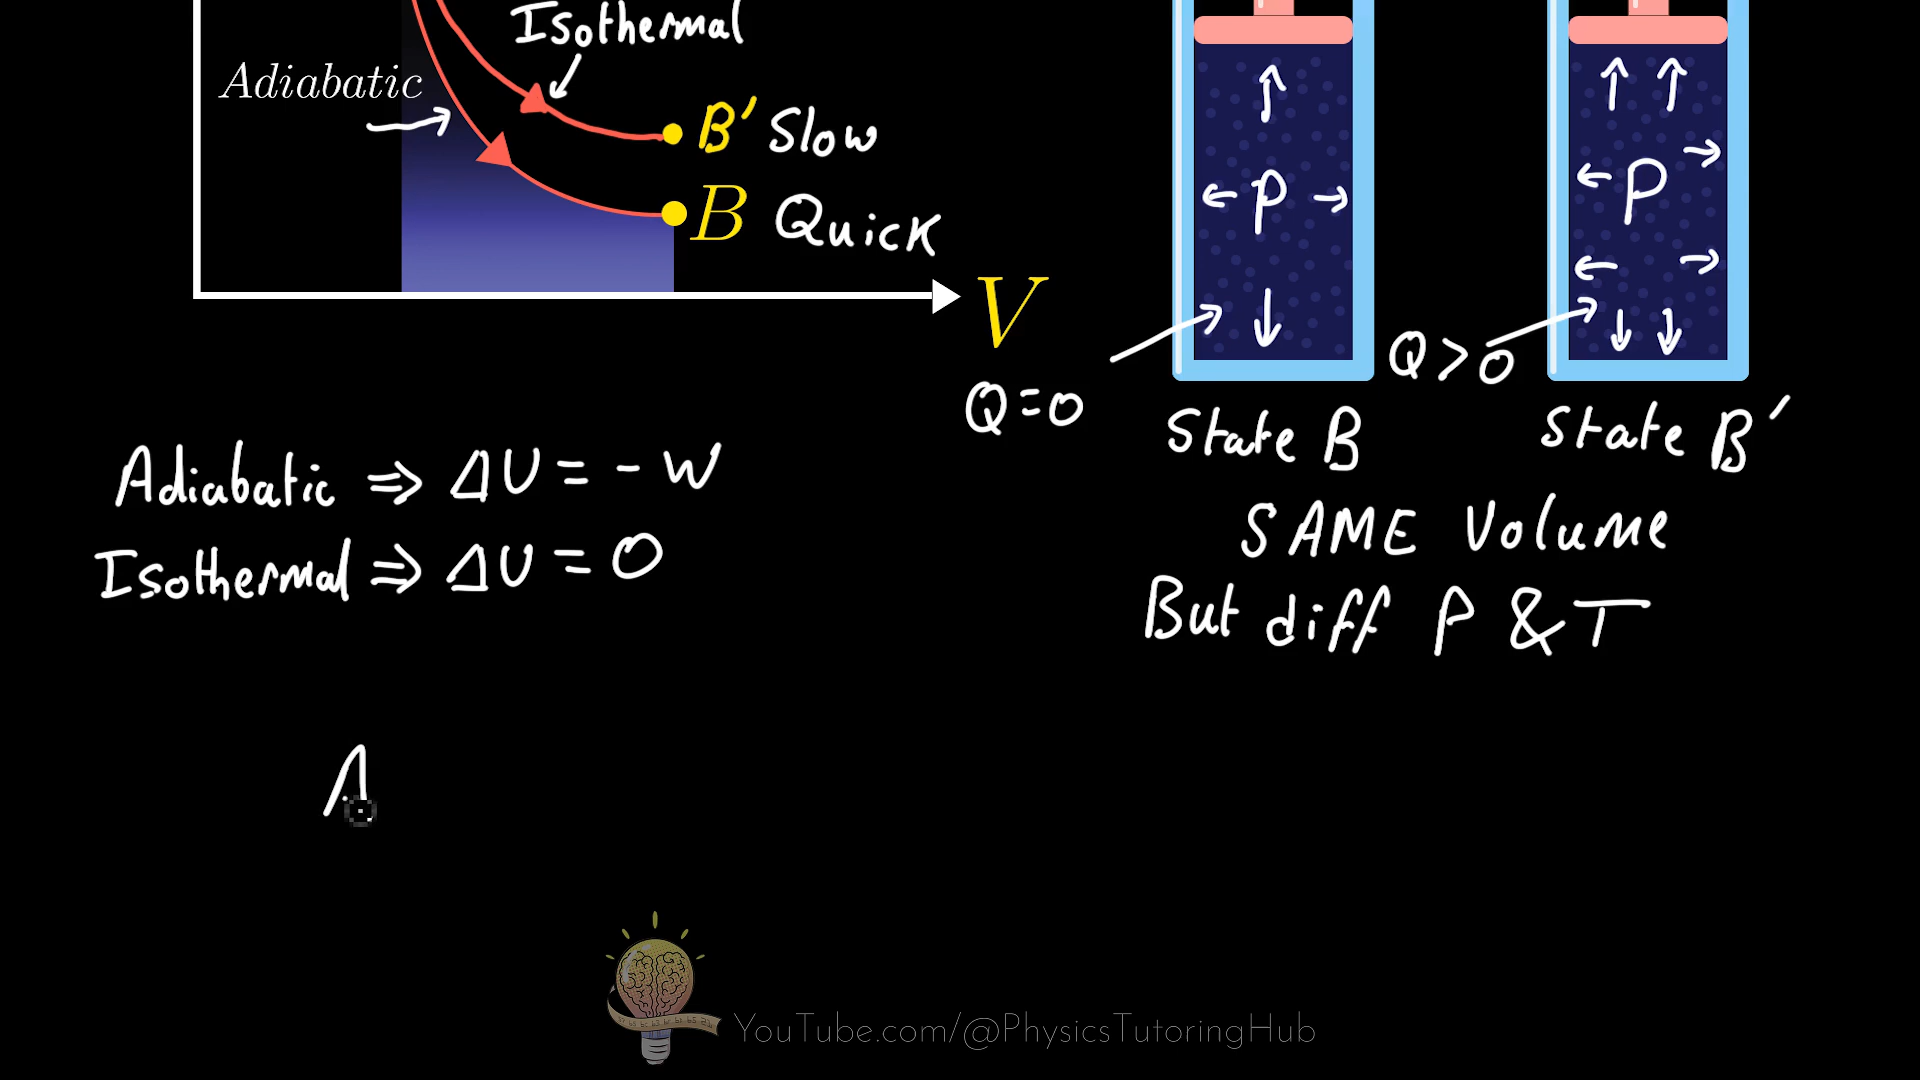 Isothermal
Adiabatic
B' Slow
B Quick
V
P
P
Q=0
Q>0
State B
State B'
Adiabatic ⇒ ΔU = - W
Isothermal ⇒ ΔU = 0
SAME Volume
But diff P & T
YouTube.com/@PhysicsTutoringHub